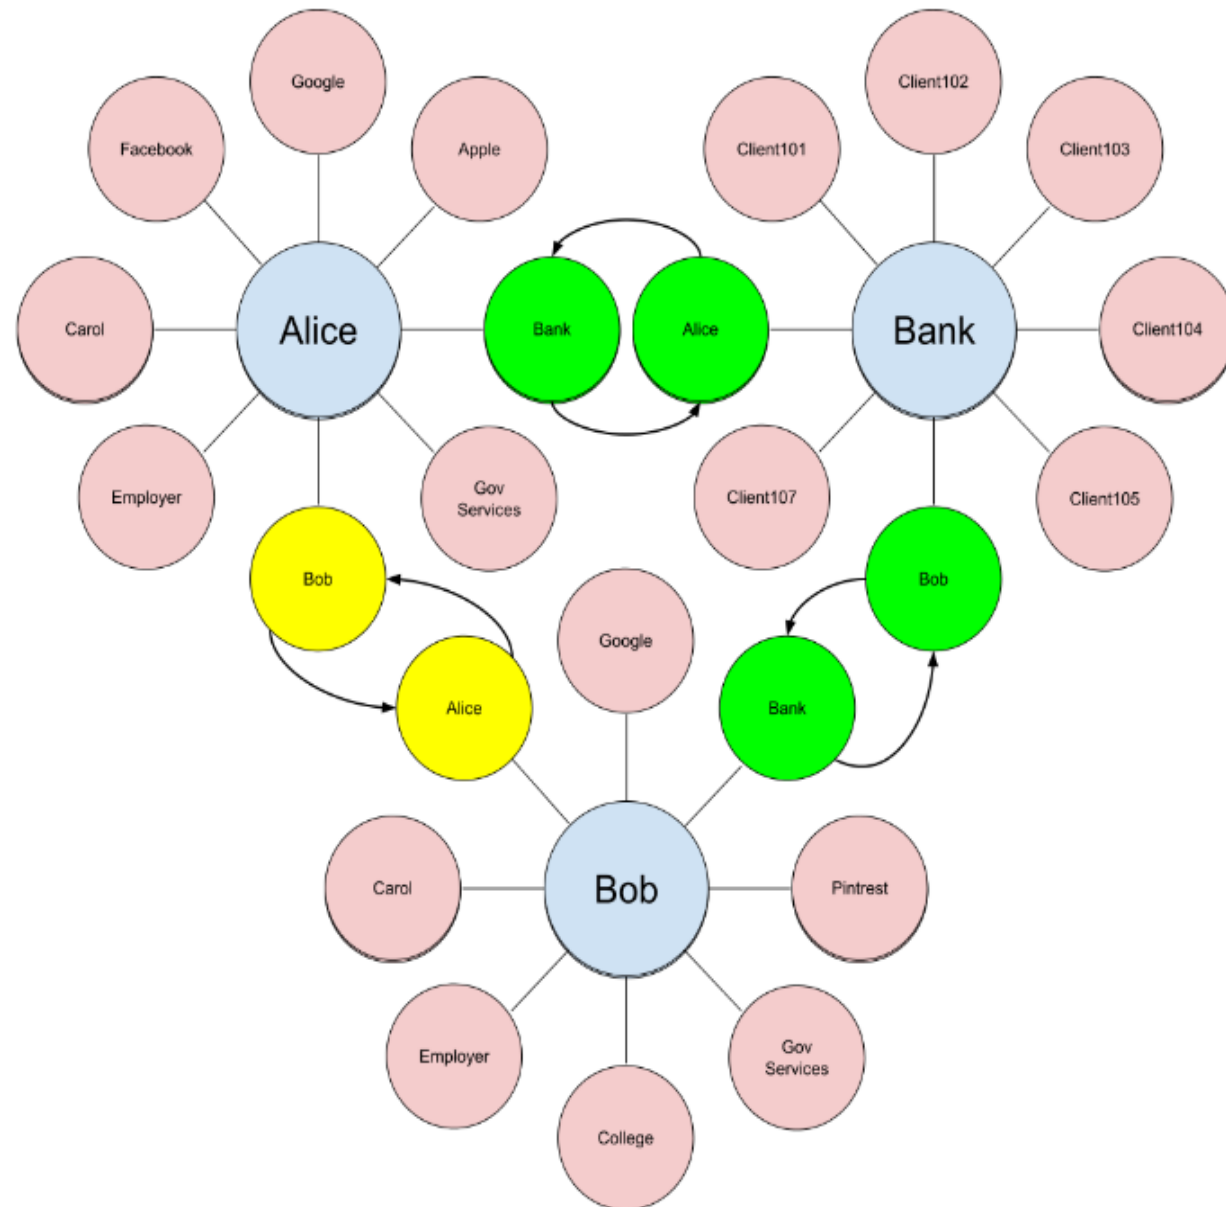 Google
Client102
Facebook
Apple
Client101
Client103
Carol
Alice
Bank
Alice
Bank
Client104
Employer
Gov
Services
Client107
Client105
Bob
Bob
Google
Alice
Bank
Carol
Bob
Pintrest
Employer
Gov
Services
College